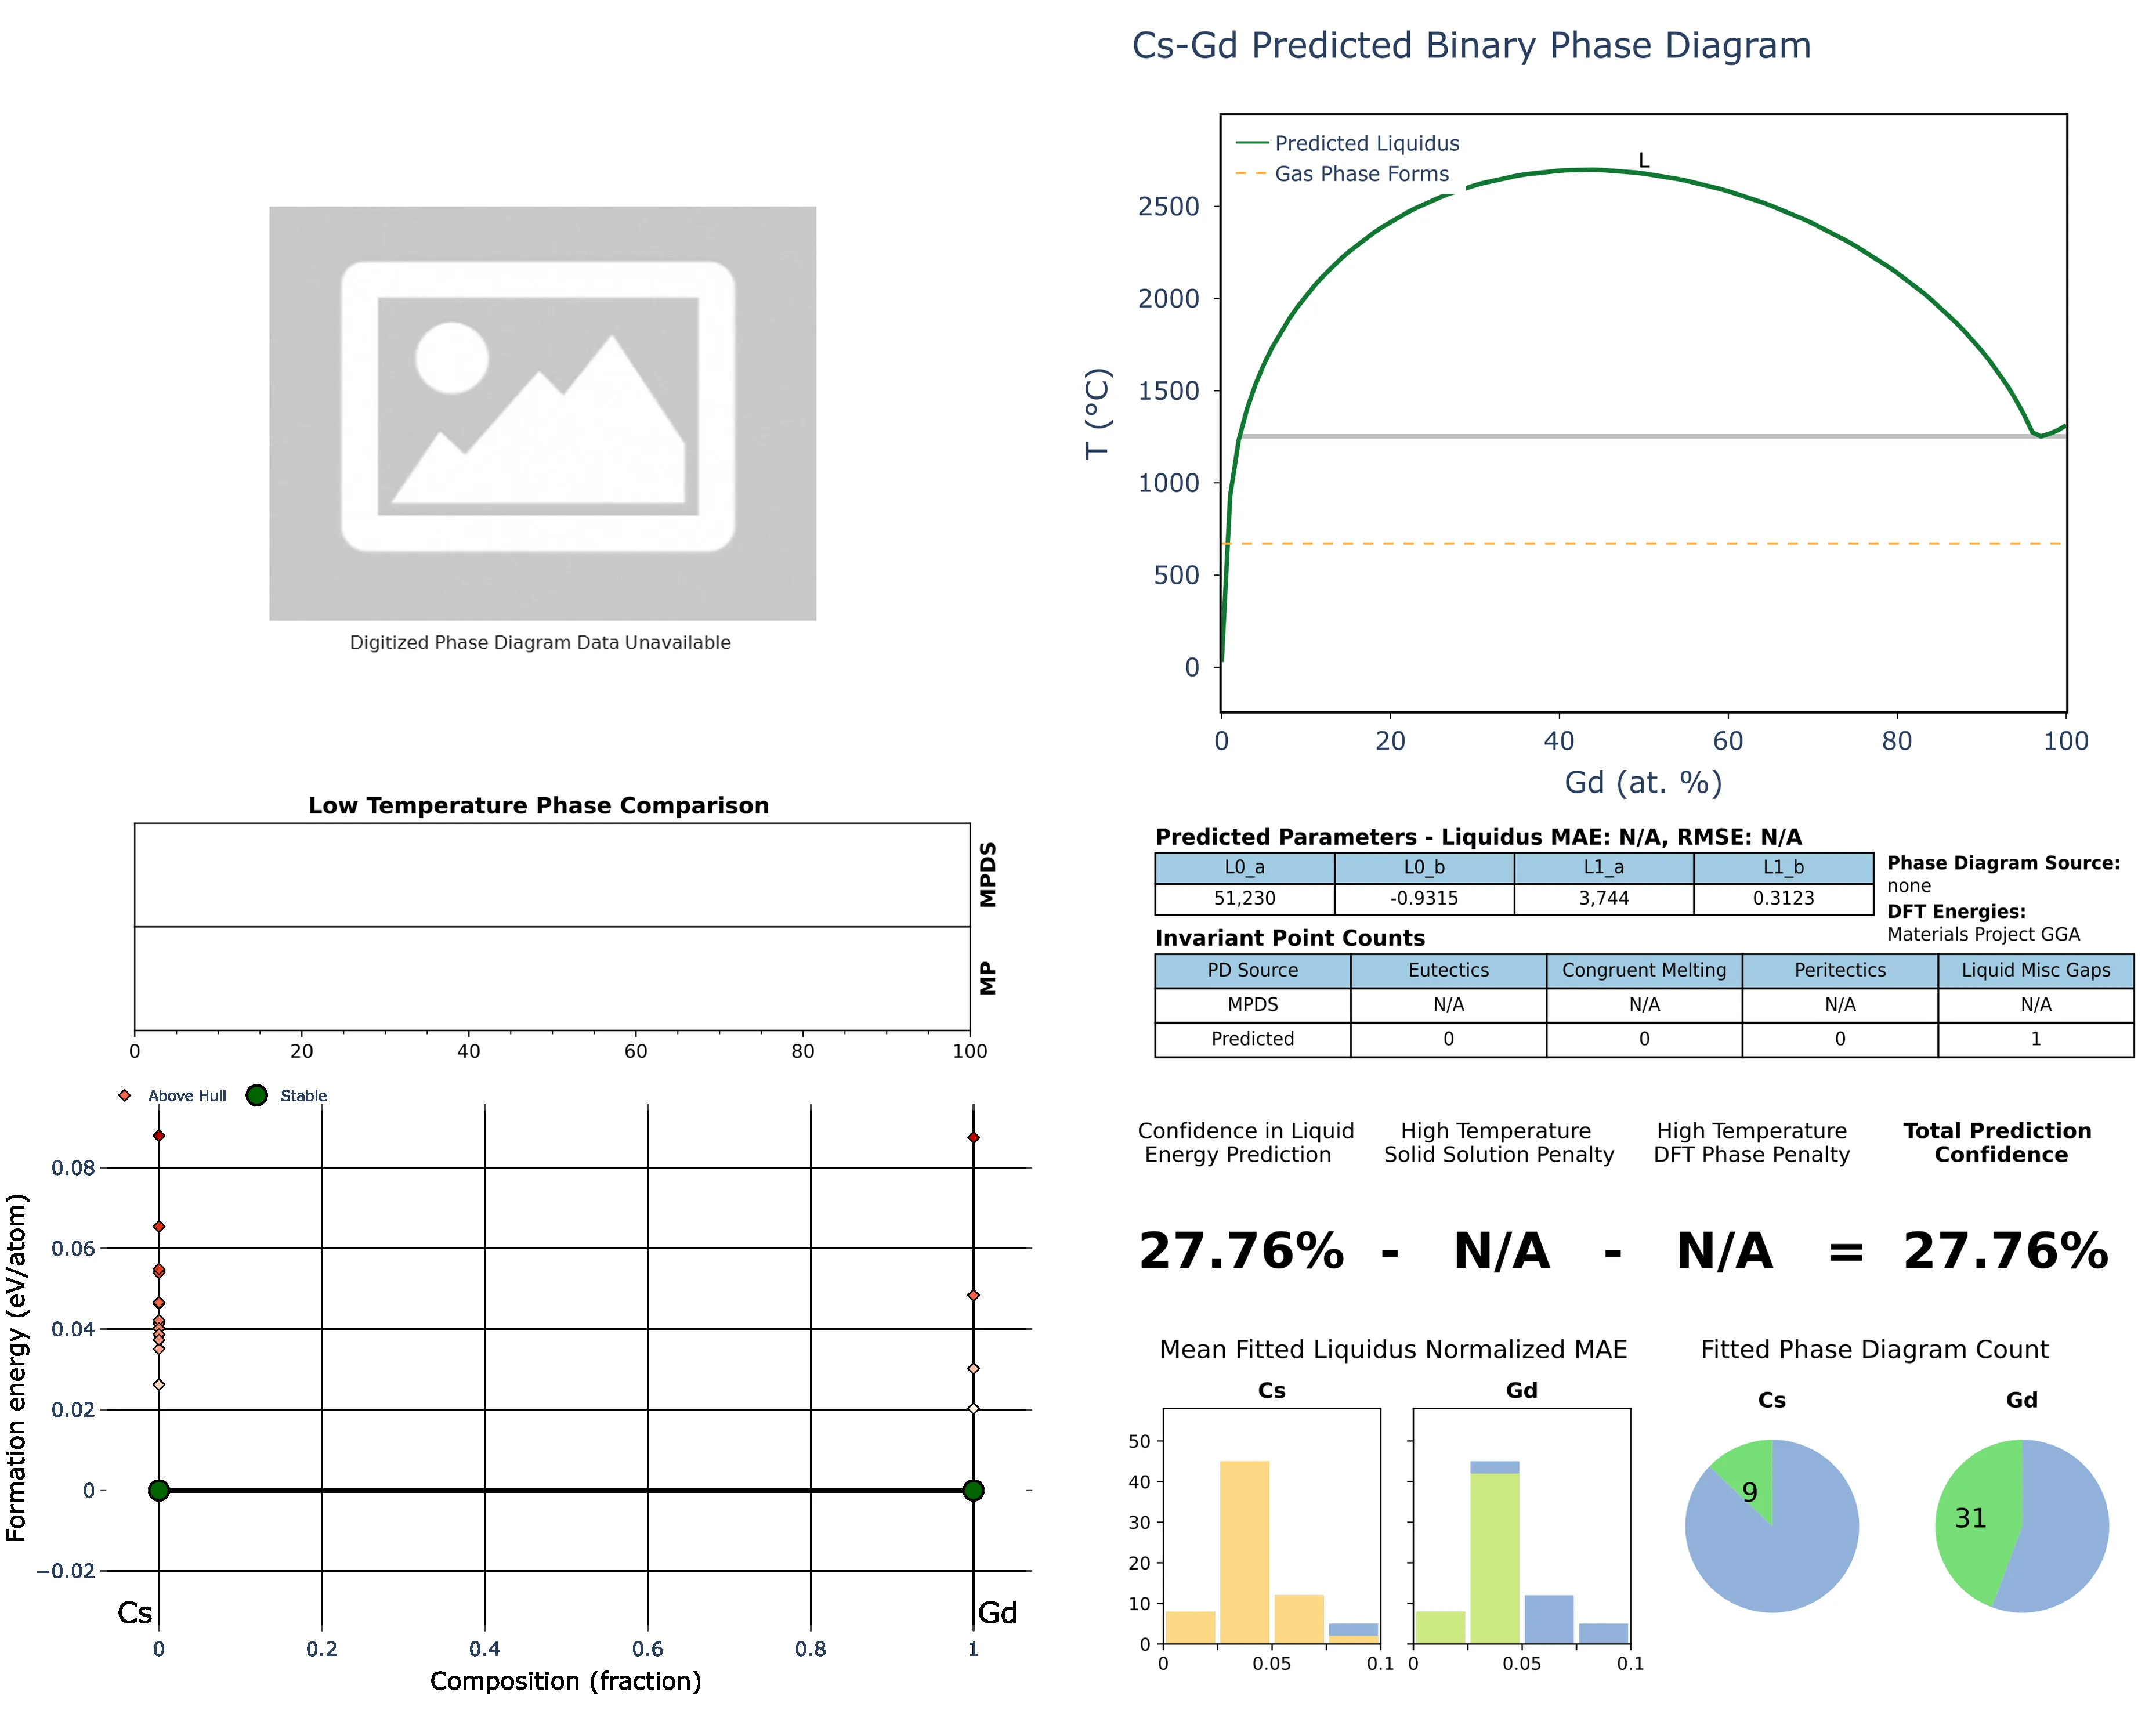 Cs-Gd Predicted Binary Phase Diagram
Predicted Liquidus
Gas Phase Forms
L
2500
2000
1500
1000
500
0
T (°C)
0 20 40 60 80 100
Gd (at. %)
Digitized Phase Diagram Data Unavailable
Low Temperature Phase Comparison
MPDS
MP
0 20 40 60 80 100
Predicted Parameters - Liquidus MAE: N/A, RMSE: N/A
L0_a L0_b L1_a L1_b
51,230 -0.9315 3,744 0.3123
Phase Diagram Source:
none
DFT Energies:
Materials Project GGA
Invariant Point Counts
PD Source Eutectics Congruent Melting Peritectics Liquid Misc Gaps
MPDS N/A N/A N/A N/A
Predicted 0 0 0 1
Above Hull Stable
0.08
0.06
0.04
0.02
0
−0.02
Formation energy (eV/atom)
Cs Gd
0 0.2 0.4 0.6 0.8 1
Composition (fraction)
Confidence in Liquid
Energy Prediction
High Temperature
Solid Solution Penalty
High Temperature
DFT Phase Penalty
Total Prediction
Confidence
27.76% - N/A - N/A = 27.76%
Mean Fitted Liquidus Normalized MAE
Fitted Phase Diagram Count
Cs Gd Cs Gd
50
40
30
20
10
0
0 0.05 0.1 0 0.05 0.1
9
31